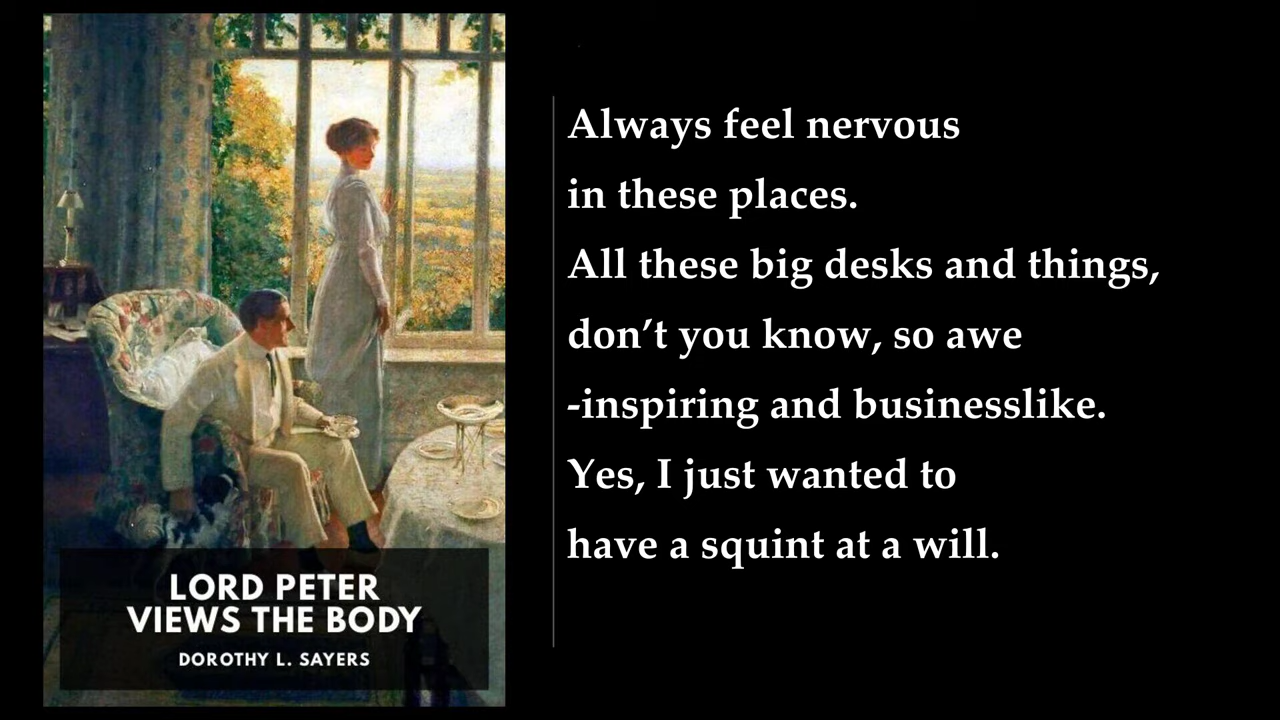 LORD PETER
VIEWS THE BODY
DOROTHY L. SAYERS
Always feel nervous
in these places.
All these big desks and things,
don’t you know, so awe
-inspiring and businesslike.
Yes, I just wanted to
have a squint at a will.